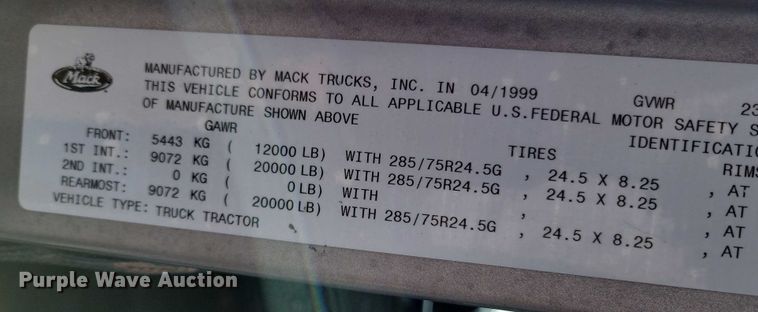 Mack
MANUFACTURED BY MACK TRUCKS, INC. IN 04/1999 GVWR 23
THIS VEHICLE CONFORMS TO ALL APPLICABLE U.S.FEDERAL MOTOR SAFETY S
OF MANUFACTURE SHOWN ABOVE IDENTIFICATIO
GAWR TIRES RIMS
FRONT: 5443 KG ( 12000 LB) WITH 285/75R24.5G , 24.5 X 8.25 , AT
1ST INT.: 9072 KG ( 20000 LB) WITH 285/75R24.5G , 24.5 X 8.25 , AT
2ND INT.: 0 KG ( 0 LB) WITH , , AT
REARMOST: 9072 KG ( 20000 LB) WITH 285/75R24.5G , 24.5 X 8.25 , AT
VEHICLE TYPE: TRUCK TRACTOR
Purple Wave Auction